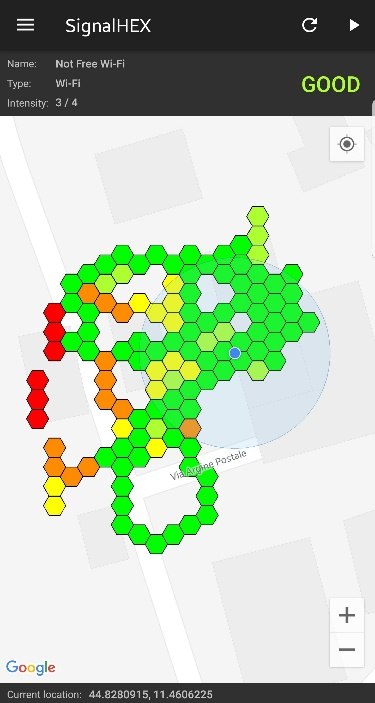 SignalHEX
Name: Not Free Wi-Fi
Type: Wi-Fi
Intensity: 3 / 4
GOOD
Via Argine Postale
+
−
Google
Current location: 44.8280915, 11.4606225